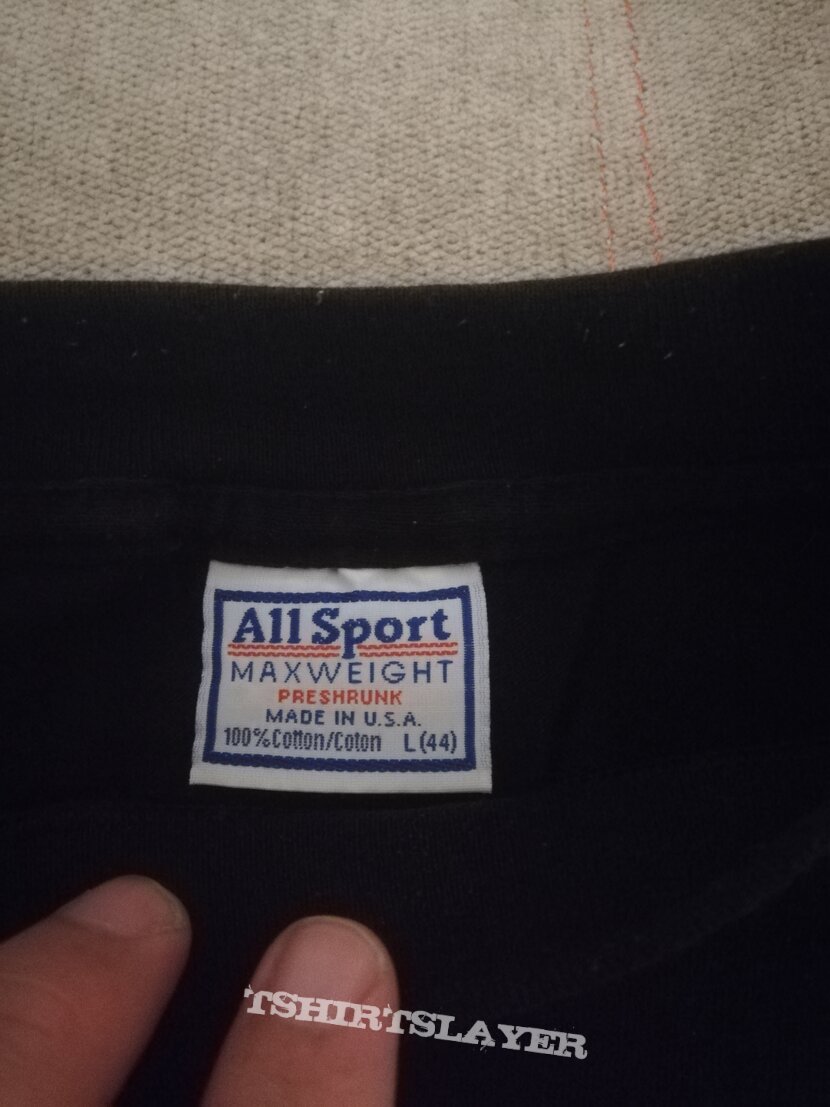 All Sport
MAXWEIGHT
PRESHRUNK
MADE IN U.S.A.
100% Cotton/Coton L (44)
TSHIRTSLAYER